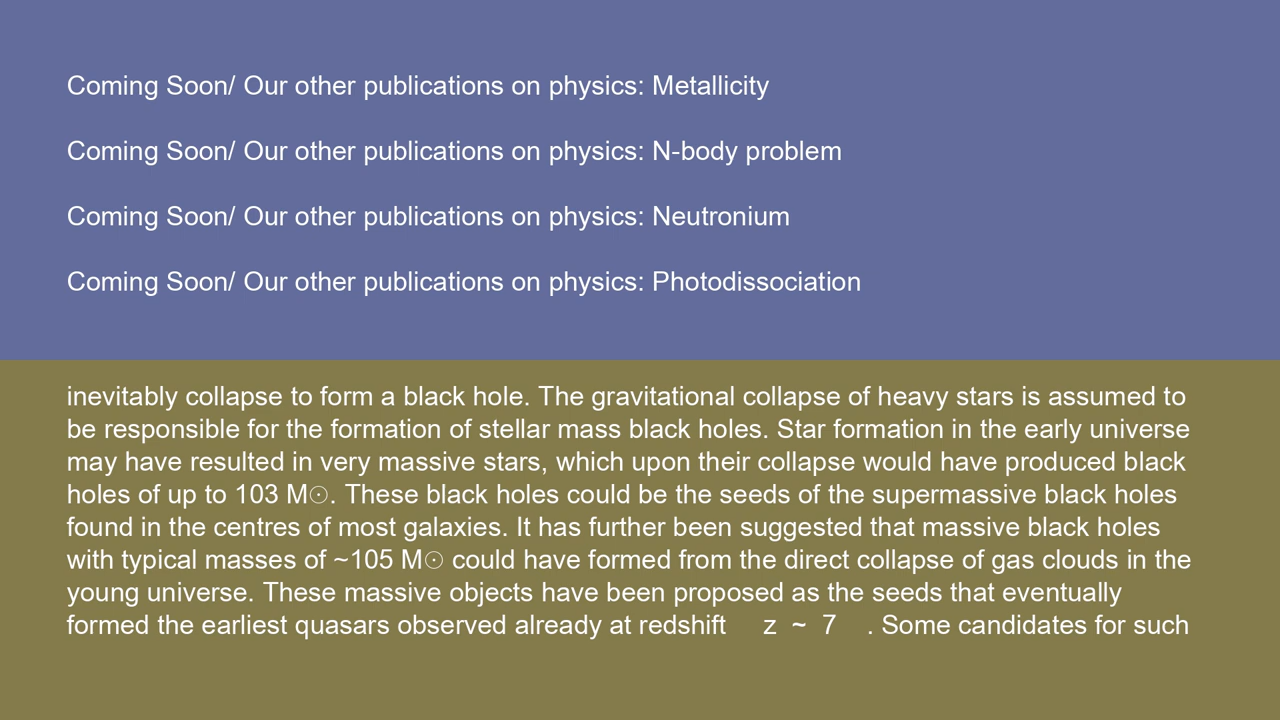 Coming Soon/ Our other publications on physics: Metallicity
Coming Soon/ Our other publications on physics: N-body problem
Coming Soon/ Our other publications on physics: Neutronium
Coming Soon/ Our other publications on physics: Photodissociation
inevitably collapse to form a black hole. The gravitational collapse of heavy stars is assumed to
be responsible for the formation of stellar mass black holes. Star formation in the early universe
may have resulted in very massive stars, which upon their collapse would have produced black
holes of up to 103 M☉. These black holes could be the seeds of the supermassive black holes
found in the centres of most galaxies. It has further been suggested that massive black holes
with typical masses of ~105 M☉ could have formed from the direct collapse of gas clouds in the
young universe. These massive objects have been proposed as the seeds that eventually
formed the earliest quasars observed already at redshift z ~ 7 . Some candidates for such